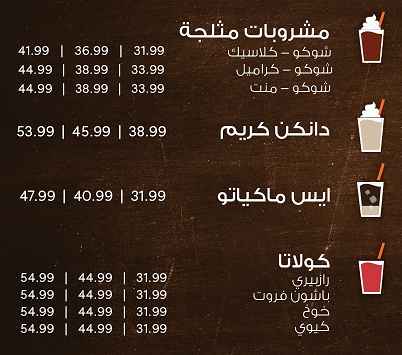 مشروبات مثلجة
شوكو – كلاسيك 31.99 | 36.99 | 41.99
شوكو – كراميل 33.99 | 38.99 | 44.99
شوكو – منت 33.99 | 38.99 | 44.99
دانكن كريم 38.99 | 45.99 | 53.99
ايس ماكياتو 31.99 | 40.99 | 47.99
كولاتا
رازبيري 31.99 | 44.99 | 54.99
باشون فروت 31.99 | 44.99 | 54.99
خوخ 31.99 | 44.99 | 54.99
كيوي 31.99 | 44.99 | 54.99